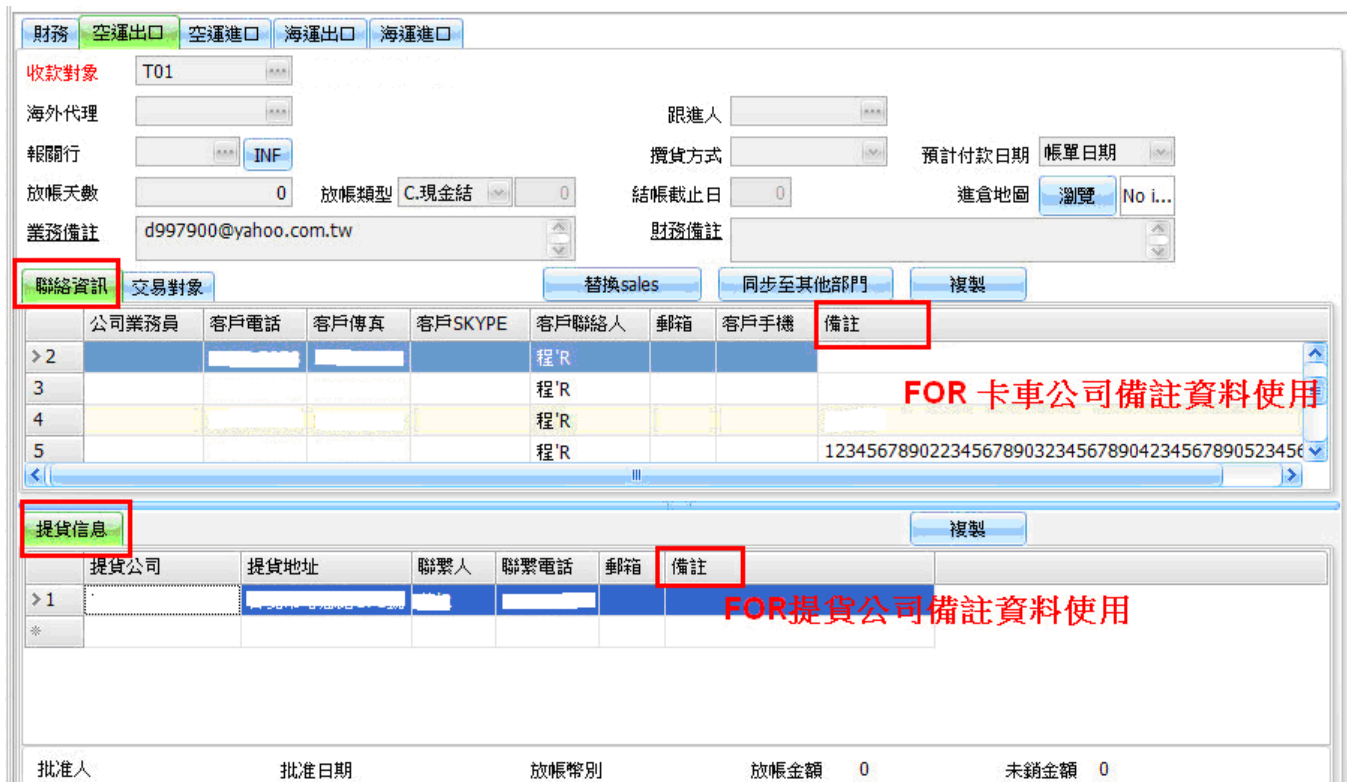 財務 空運出口 空運進口 海運出口 海運進口
收款對象 T01
海外代理 跟進人
報關行 INF 攬貨方式 預計付款日期 帳單日期
放帳天數 0 放帳類型 C.現金結 0 結帳截止日 0 進倉地圖 瀏覽 No i...
業務備註 d997900@yahoo.com.tw 財務備註
聯絡資訊 交易對象 替換sales 同步至其他部門 複製
公司業務員 客戶電話 客戶傳真 客戶SKYPE 客戶聯絡人 郵箱 客戶手機 備註
2 程'R
3 程'R
FOR 卡車公司備註資料使用
4 程'R
5 程'R 1234567890223456789032345678904234567890523456
提貨信息 複製
提貨公司 提貨地址 聯繫人 聯繫電話 郵箱 備註
1
FOR提貨公司備註資料使用
批准人 批准日期 放帳幣別 放帳金額 0 未銷金額 0